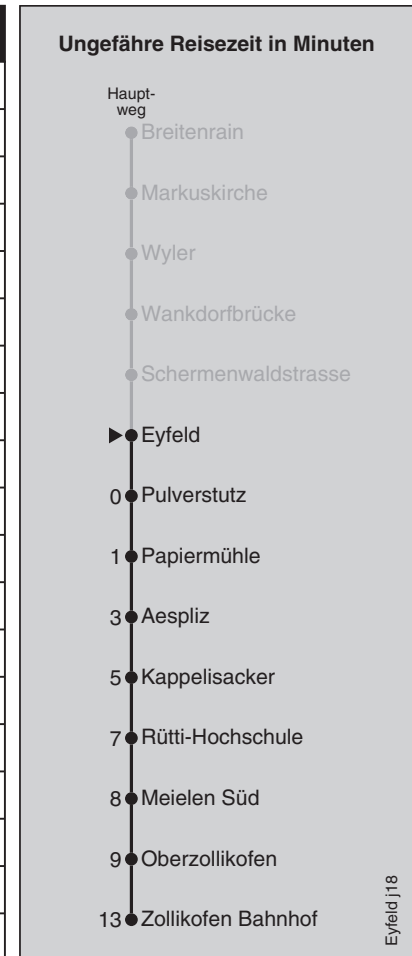 Ungefähre Reisezeit in Minuten
Haupt-
weg
Breitenrain
Markuskirche
Wyler
Wankdorfbrücke
Schermenwaldstrasse
Eyfeld
0 Pulverstutz
1 Papiermühle
3 Aespliz
5 Kappelisacker
7 Rütti-Hochschule
8 Meielen Süd
9 Oberzollikofen
13 Zollikofen Bahnhof
Eyfeld j18